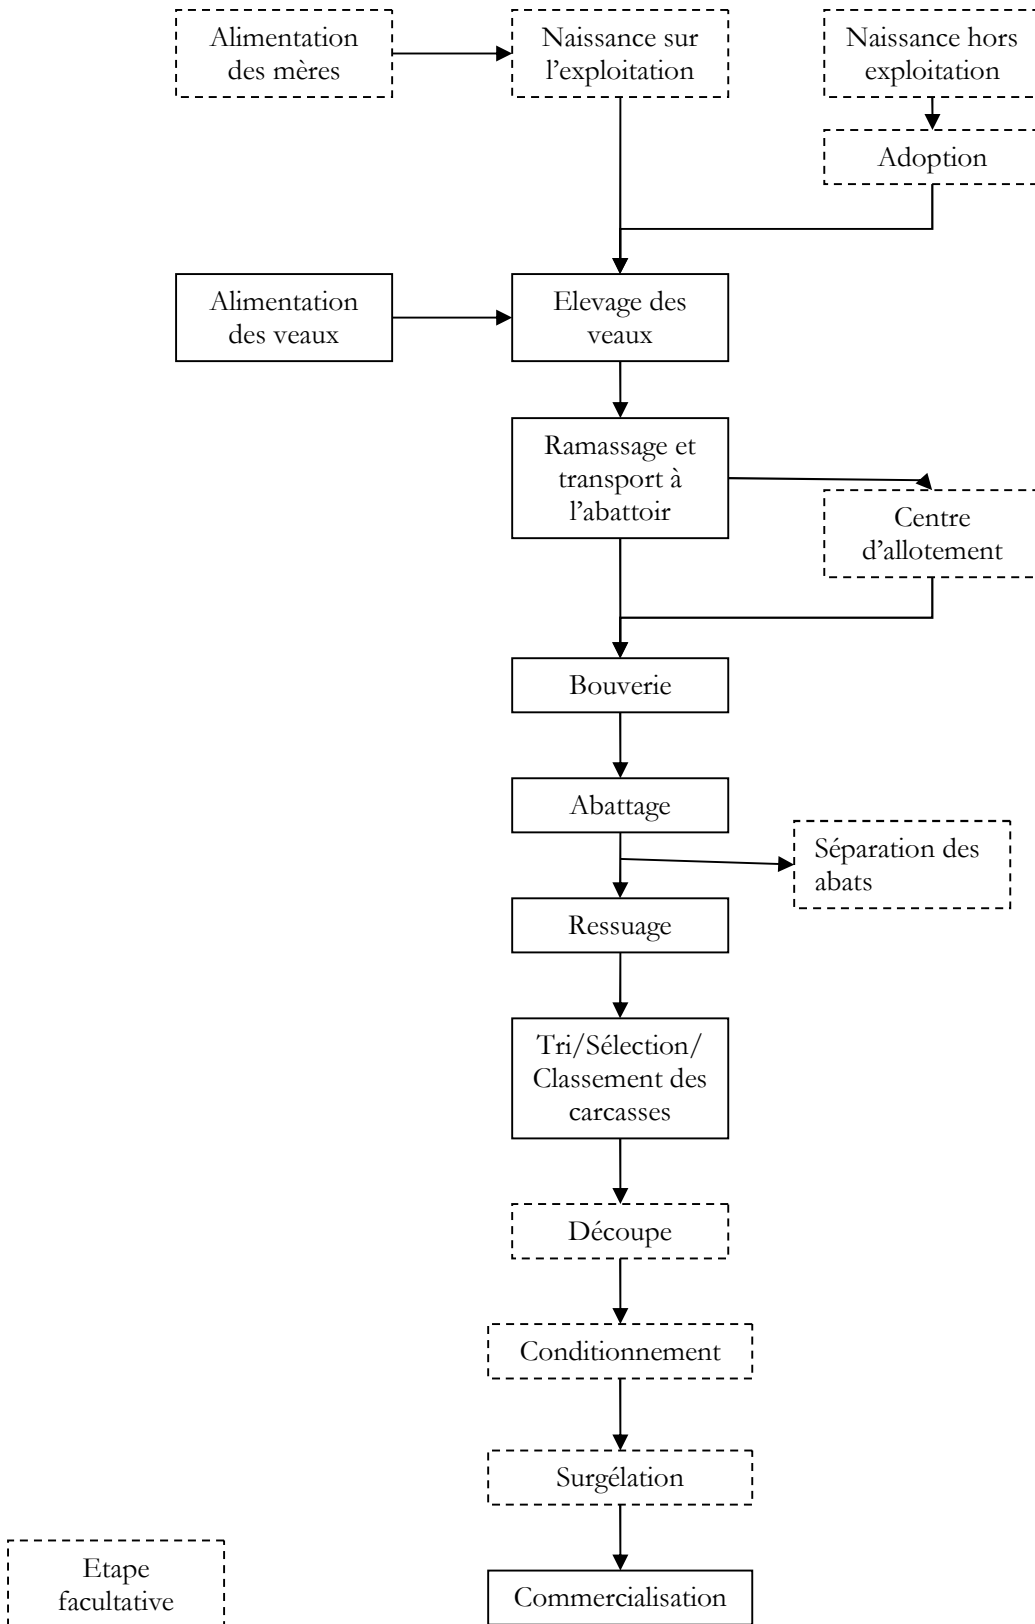 Alimentation
des mères
Naissance sur
l’exploitation
Naissance hors
exploitation
Adoption
Alimentation
des veaux
Elevage des
veaux
Ramassage et
transport à
l’abattoir
Centre
d’allotement
Bouverie
Abattage
Séparation des
abats
Ressuage
Tri/Sélection/
Classement des
carcasses
Découpe
Conditionnement
Surgélation
Etape
facultative
Commercialisation